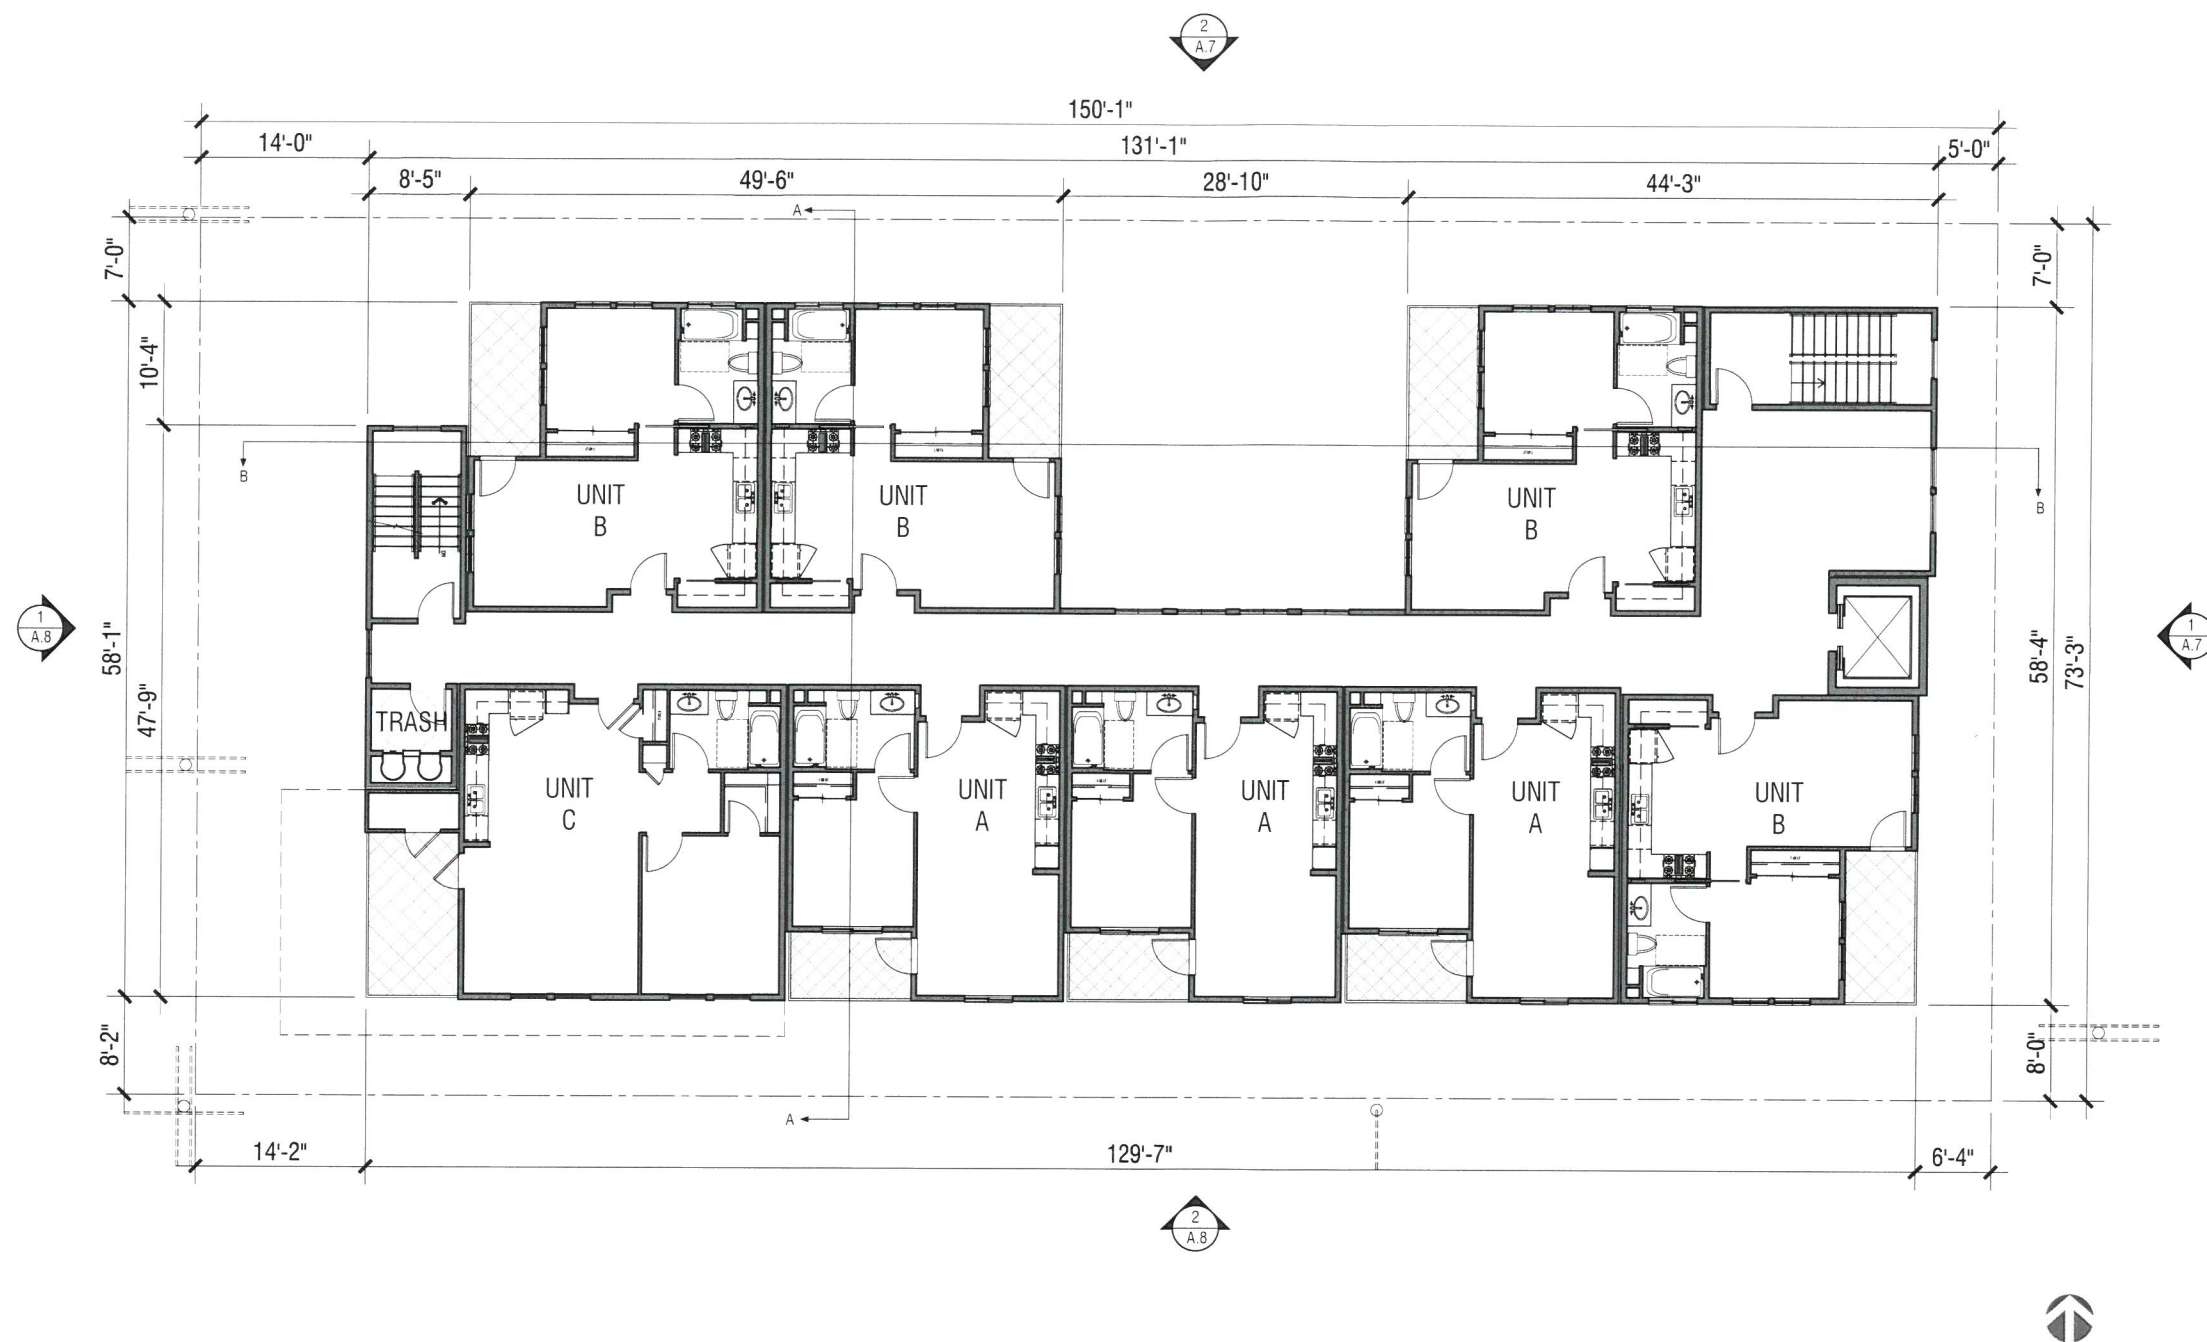 2
A.7
150'-1"
14'-0"
131'-1"
5'-0"
8'-5"
49'-6"
28'-10"
44'-3"
A
7'-0"
7'-0"
10'-4"
B
B
UNIT
B
UNIT
B
UNIT
B
1
A.8
1
A.7
58'-1"
47'-9"
58'-4"
73'-3"
TRASH
UNIT
C
UNIT
A
UNIT
A
UNIT
A
UNIT
B
8'-2"
8'-0"
A
14'-2"
129'-7"
6'-4"
2
A.8